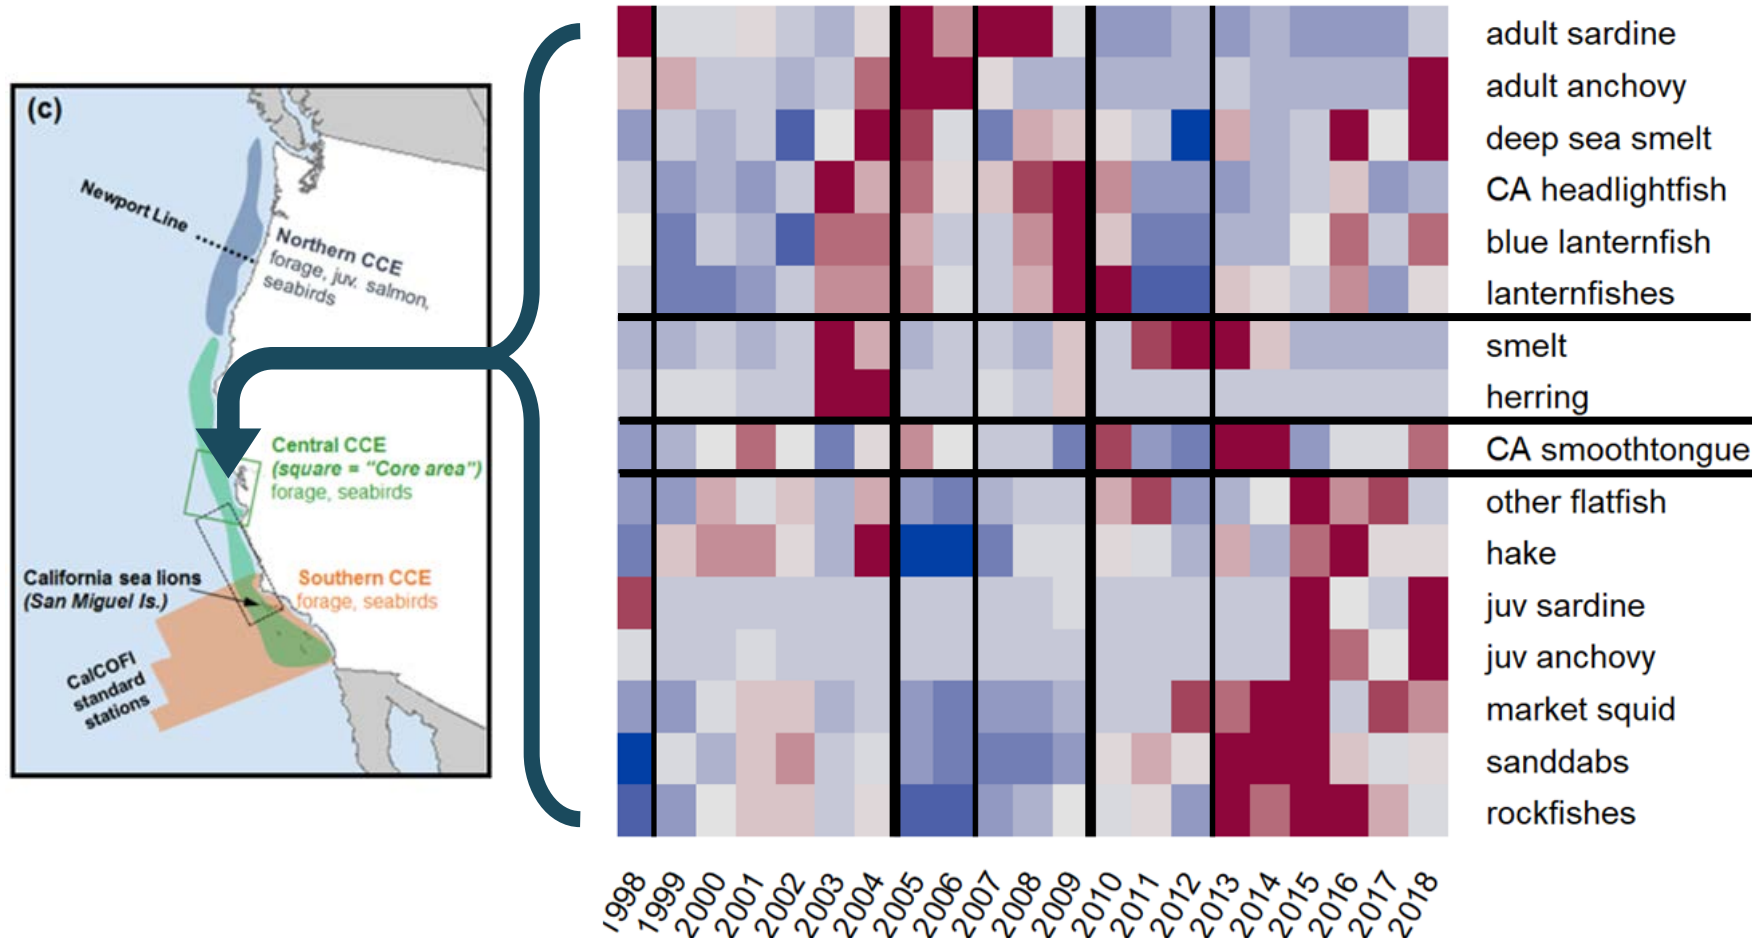 (c)
Newport Line
Northern CCE
forage, juv. salmon,
seabirds
Central CCE
(square = “Core area”)
forage, seabirds
California sea lions
(San Miguel Is.)
Southern CCE
forage, seabirds
CalCOFI
standard
stations
adult sardine
adult anchovy
deep sea smelt
CA headlightfish
blue lanternfish
lanternfishes
smelt
herring
CA smoothtongue
other flatfish
hake
juv sardine
juv anchovy
market squid
sanddabs
rockfishes
1998 1999 2000 2001 2002 2003 2004 2005 2006 2007 2008 2009 2010 2011 2012 2013 2014 2015 2016 2017 2018